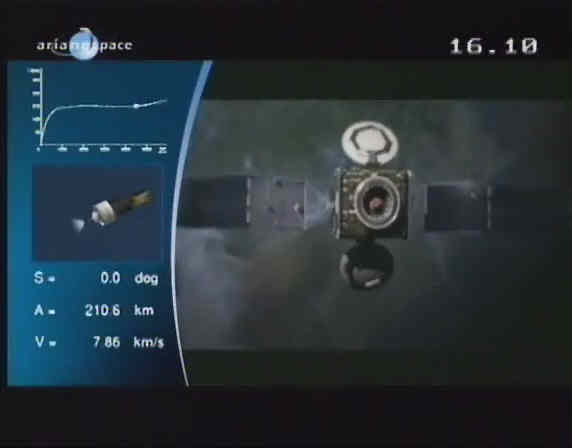 arianespace
16.10
S = 0.0 deg
A = 210.6 km
V = 7.86 km/s